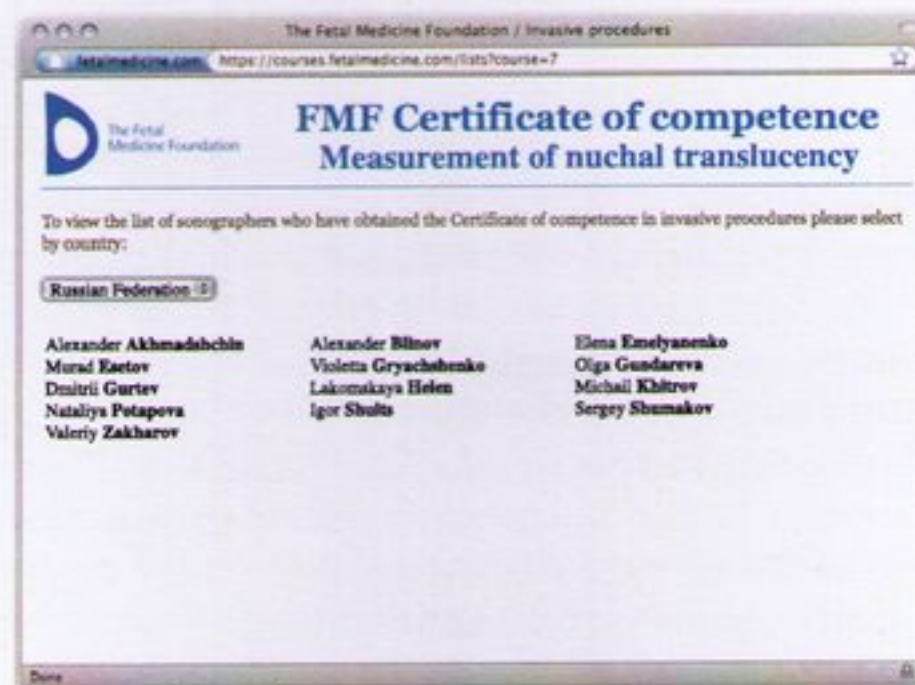 The Fetal Medicine Foundation / Invasive procedures
fetalmedicine.com https://courses.fetalmedicine.com/lists?course=7
The Fetal
Medicine Foundation
FMF Certificate of competence
Measurement of nuchal translucency
To view the list of sonographers who have obtained the Certificate of competence in invasive procedures please select
by country:
Russian Federation
Alexander Akhmadshchin Alexander Blinov Elena Emelyanenko
Murad Esetov Violetta Gryachshenko Olga Gundareva
Dmitrii Gurtev Lakomskaya Helen Michail Khitrov
Nataliya Potapova Igor Shults Sergey Shumakov
Valeriy Zakharov
Done